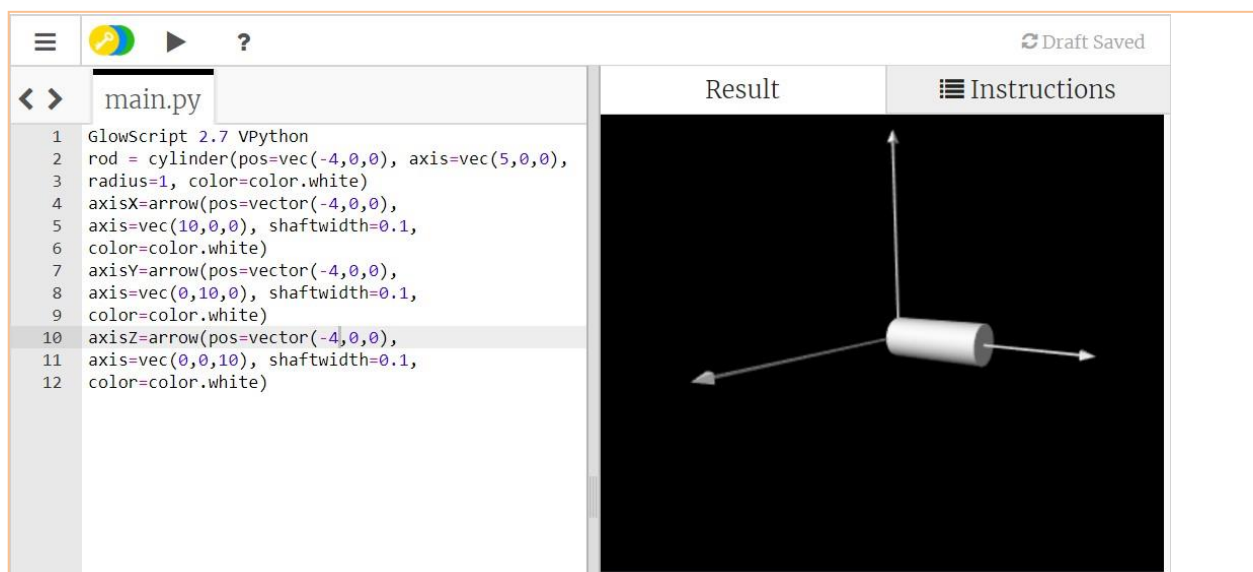 ?
Draft Saved
main.py
Result
Instructions
1 GlowScript 2.7 VPython
2 rod = cylinder(pos=vec(-4,0,0), axis=vec(5,0,0),
3 radius=1, color=color.white)
4 axisX=arrow(pos=vector(-4,0,0),
5 axis=vec(10,0,0), shaftwidth=0.1,
6 color=color.white)
7 axisY=arrow(pos=vector(-4,0,0),
8 axis=vec(0,10,0), shaftwidth=0.1,
9 color=color.white)
10 axisZ=arrow(pos=vector(-4,0,0),
11 axis=vec(0,0,10), shaftwidth=0.1,
12 color=color.white)